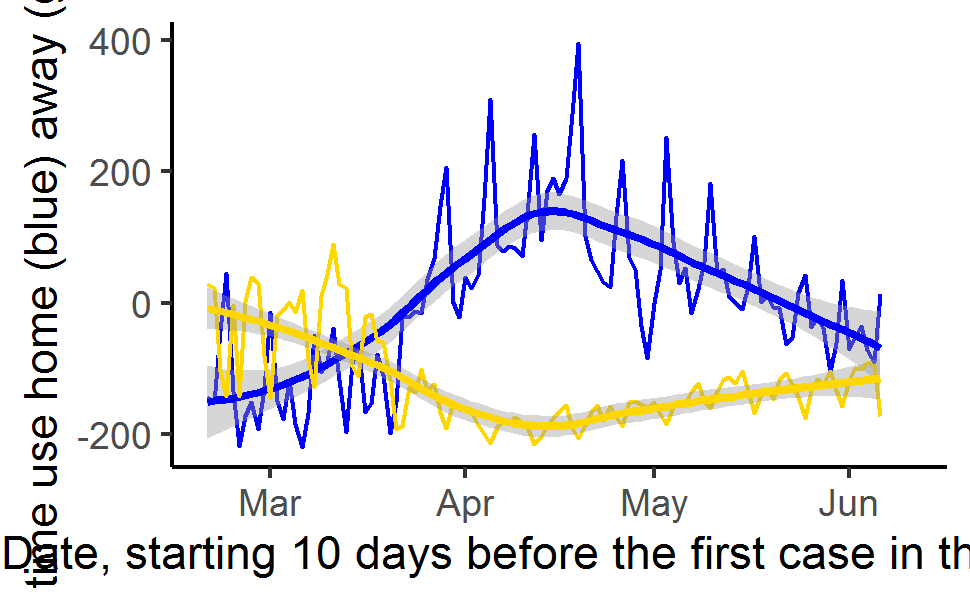 time use home (blue) away (
400
200
0
-200
Mar Apr May Jun
Date, starting 10 days before the first case in th